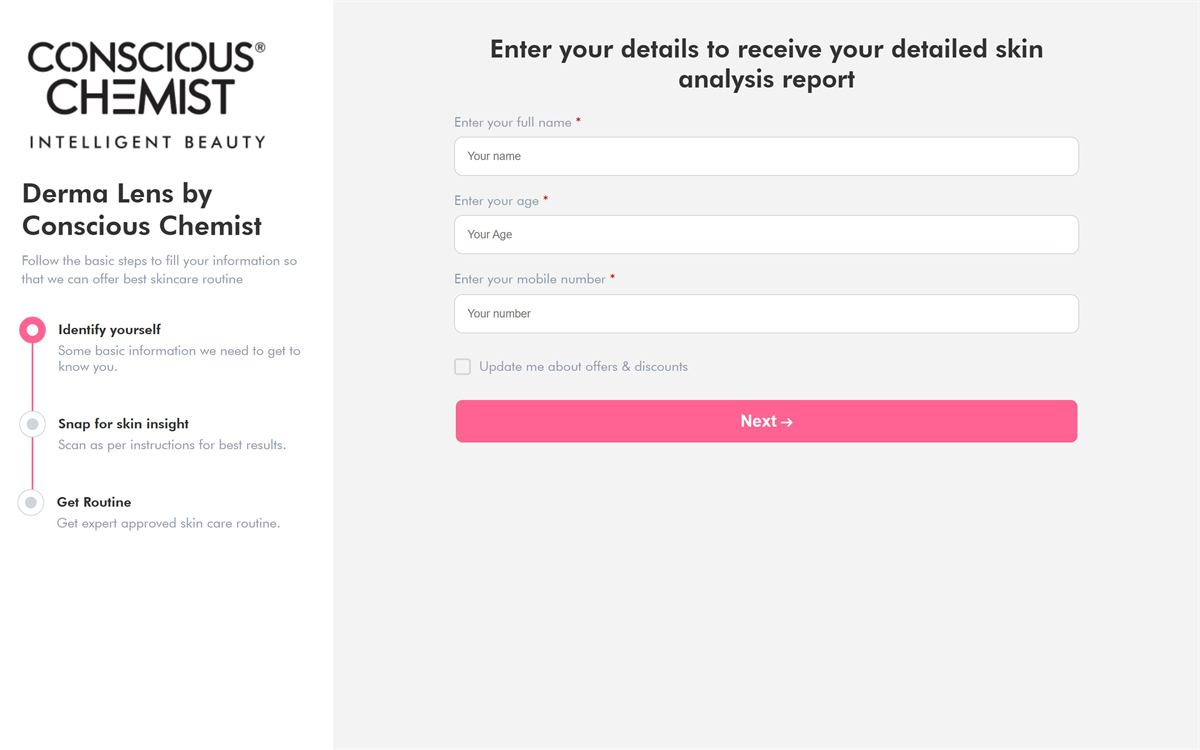 CONSCIOUS®
CHEMIST
INTELLIGENT BEAUTY
Derma Lens by
Conscious Chemist
Follow the basic steps to fill your information so
that we can offer best skincare routine
Identify yourself
Some basic information we need to get to
know you.
Snap for skin insight
Scan as per instructions for best results.
Get Routine
Get expert approved skin care routine.
Enter your details to receive your detailed skin
analysis report
Enter your full name *
Your name
Enter your age *
Your Age
Enter your mobile number *
Your number
Update me about offers & discounts
Next →